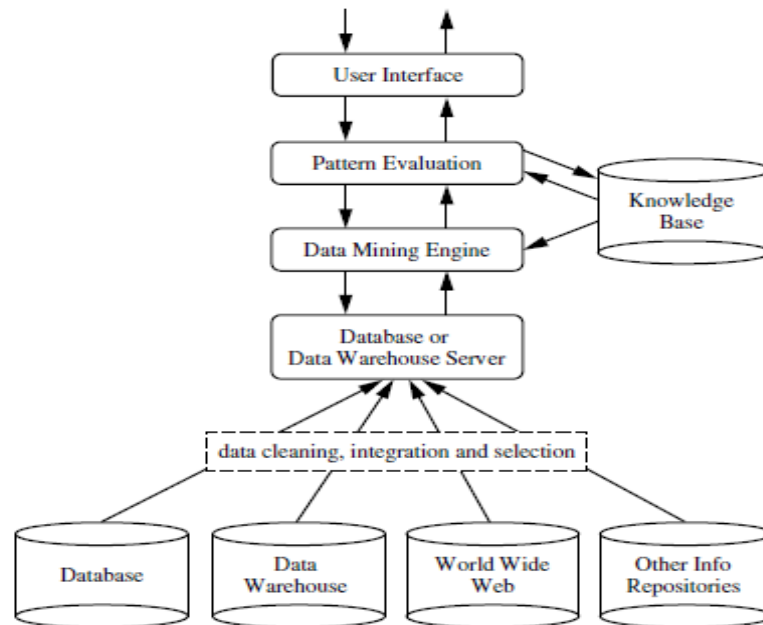 User Interface
Pattern Evaluation
Knowledge
Base
Data Mining Engine
Database or
Data Warehouse Server
data cleaning, integration and selection
Database
Data
Warehouse
World Wide
Web
Other Info
Repositories